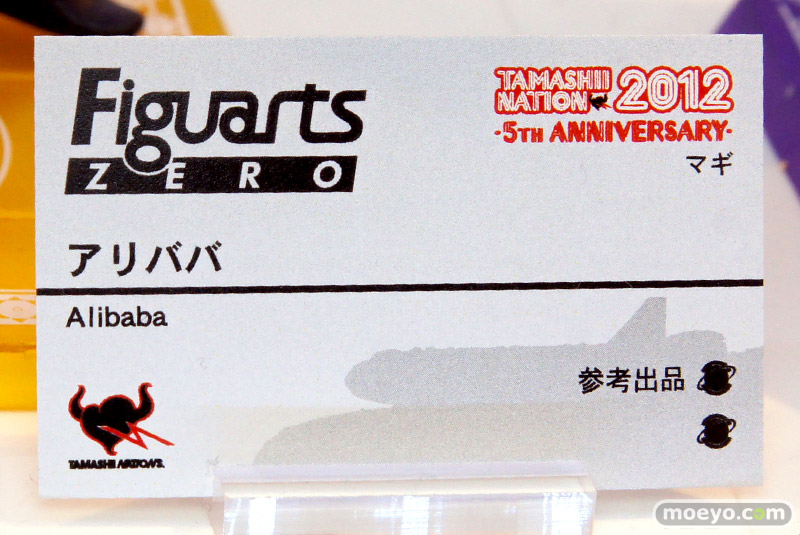 Figuarts
ZERO
TAMASHII
NATION 2012
-5TH ANNIVERSARY-
マギ
アリババ
Alibaba
参考出品
TAMASHII NATIONS.
moeyo.com